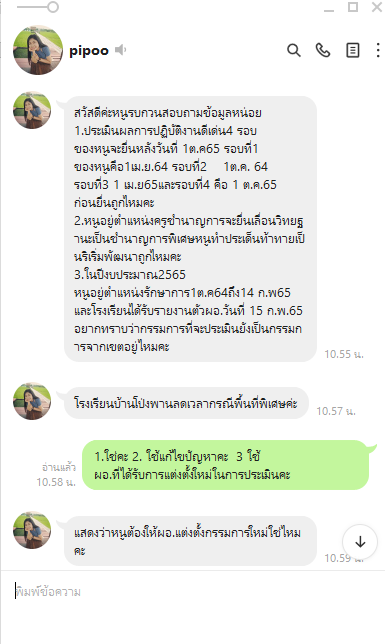 pipoo
สวัสดีค่ะหนูรบกวนสอบถามข้อมูลหน่อย
1.ประเมินผลการปฏิบัติงานดีเด่น4 รอบ
ของหนูจะยื่นหลังวันที่ 1ต.ค65 รอบที่1
ของหนูคือ1เม.ย.64 รอบที่2 1ต.ค. 64
รอบที่3 1 เม.ย65และรอบที่4 คือ 1 ต.ค.65
ก่อนยื่นถูกไหมคะ
2.หนูอยู่ตำแหน่งครูชำนาญการจะยื่นเลื่อนวิทยฐ
านะเป็นชำนาญการพิเศษหนูทำประเด็นท้าทายเป็
นริเริ่มพัฒนาถูกไหมคะ
3.ในปีงบประมาณ2565
หนูอยู่ตำแหน่งรักษาการ1ต.ค64ถึง14 ก.พ65
และโรงเรียนได้รับรายงานตัวผอ.วันที่ 15 ก.พ.65
อยากทราบว่ากรรมการที่จะประเมินยังเป็นกรรมก
ารจากเขตอยู่ไหมคะ
10.55 น.
โรงเรียนบ้านโป่งพานลดเวลากรณีพื้นที่พิเศษค่ะ
10.57 น.
1.ใช่คะ 2. ใช้แก้ไขปัญหาคะ 3 ใช้
ผอ.ที่ได้รับการแต่งตั้งใหม่ในการประเมินคะ
อ่านแล้ว
10.58 น.
แสดงว่าหนูต้องให้ผอ.แต่งตั้งกรรมการใหม่ใช่ไหม
คะ
10.59 น.
พิมพ์ข้อความ